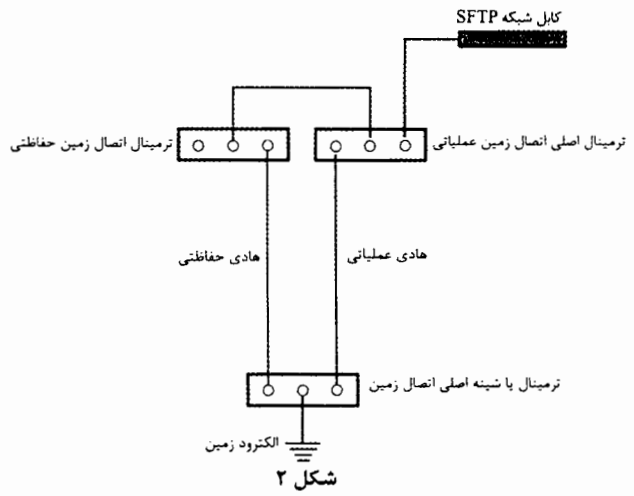 کابل شبکه SFTP
ترمینال اصلی اتصال زمین عملیاتی
ترمینال اتصال زمین حفاظتی
هادی عملیاتی
هادی حفاظتی
ترمینال یا شینه اصلی اتصال زمین
الکترود زمین
شکل ۲